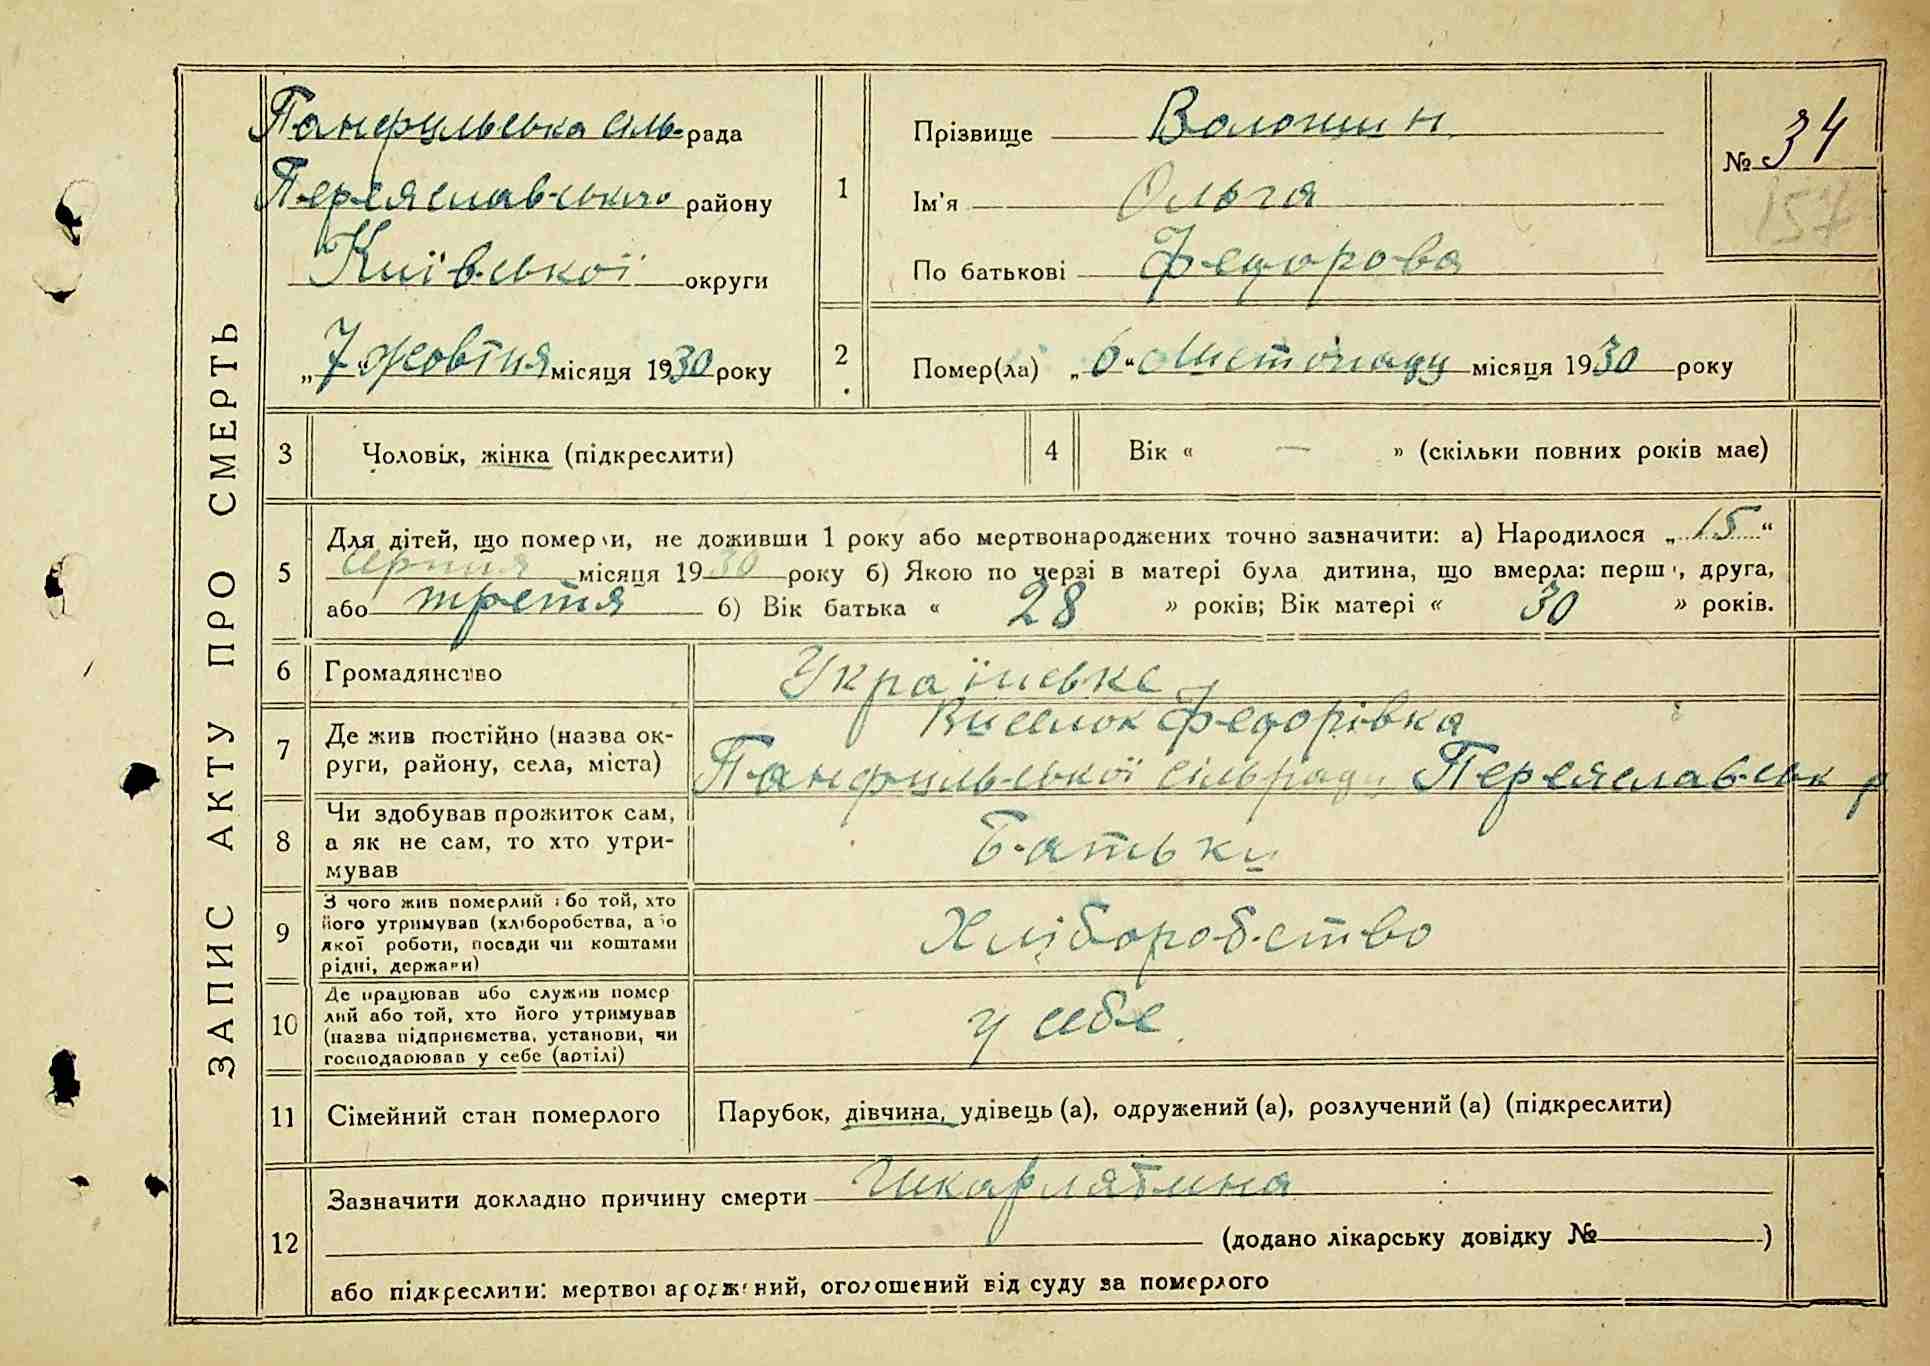 ЗАПИС АКТУ ПРО СМЕРТЬ
Панфильська сіль-рада
Переяславського району
Київської округи
„7“ жовтня місяця 1930 року
1
Прізвище Волошин
Ім'я Ольга
По батькові Федорова
№ 34
157
2
Помер(ла) „6“ листопаду місяця 1930 року
3 Чоловік, жінка (підкреслити)
4 Вік « — » (скільки повних років має)
5 Для дітей, що померли, не доживши 1 року або мертвонароджених точно зазначити: а) Народилося „15“
серпня місяця 1930 року б) Якою по черзі в матері була дитина, що вмерла: перша, друга,
або третя б) Вік батька « 28 » років; Вік матері « 30 » років.
6 Громадянство Українське
7 Де жив постійно (назва ок-
руги, району, села, міста)
Виселок Федорівка
Панфильської сільради, Переяславськ р
8 Чи здобував прожиток сам,
а як не сам, то хто утри-
мував
Батьки
9 З чого жив померлий або той, хто
його утримував (хліборобства, або
якої роботи, посади чи коштами
рідні, держави)
Хліборобство
10 Де працював або служив помер
лий або той, хто його утримував
(назва підприємства, установи, чи
господарював у себе (артілі)
у себе
11 Сімейний стан померлого Парубок, дівчина, удівець (а), одружений (а), розлучений (а) (підкреслити)
12 Зазначити докладно причину смерти Шкарлятина
(додано лікарську довідку № )
або підкреслити: мертвонароджений, оголошений від суду за померлого